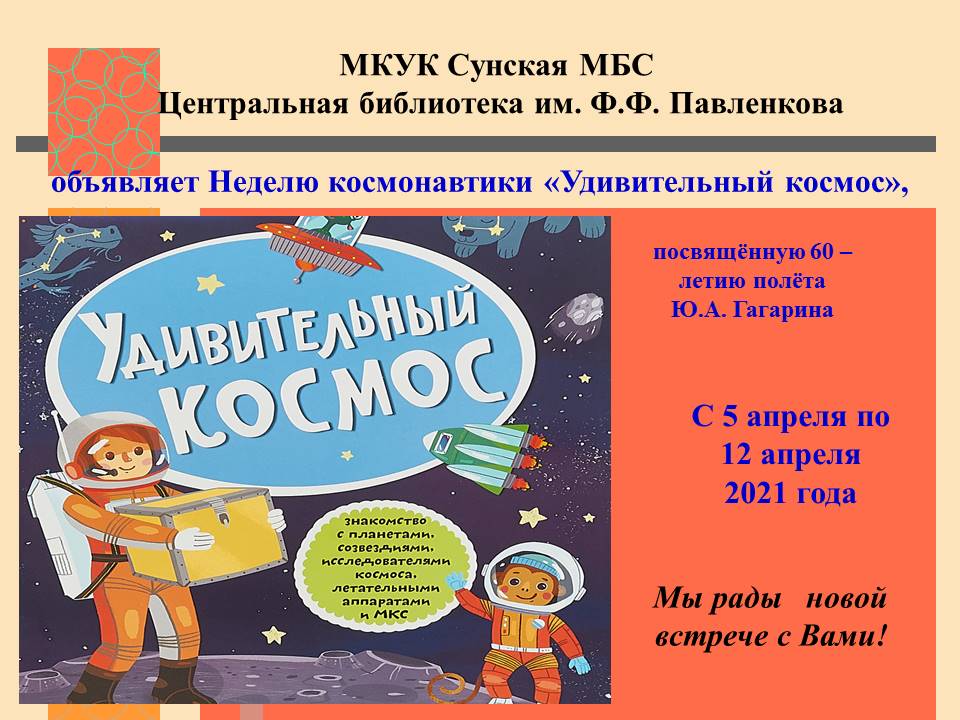 МКУК Сунская МБС
Центральная библиотека им. Ф.Ф. Павленкова
объявляет Неделю космонавтики «Удивительный космос»,
посвящённую 60 –
летию полёта
Ю.А. Гагарина
УДИВИТЕЛЬНЫЙ
КОСМОС
С 5 апреля по
12 апреля
2021 года
знакомство
с планетами,
созвездиями,
исследователями
космоса,
летательными
аппаратами
и МКС
Мы рады новой
встрече с Вами!